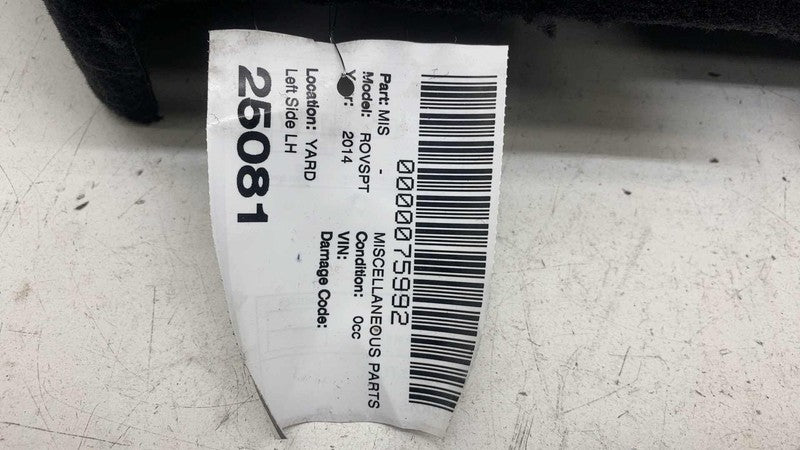 0000075992
Part: MIS - MISCELLANEOUS PARTS
Model: ROVSPT Condition: 0cc
Year: 2014 VIN:
Damage Code:
Location: YARD
Left Side LH
25081